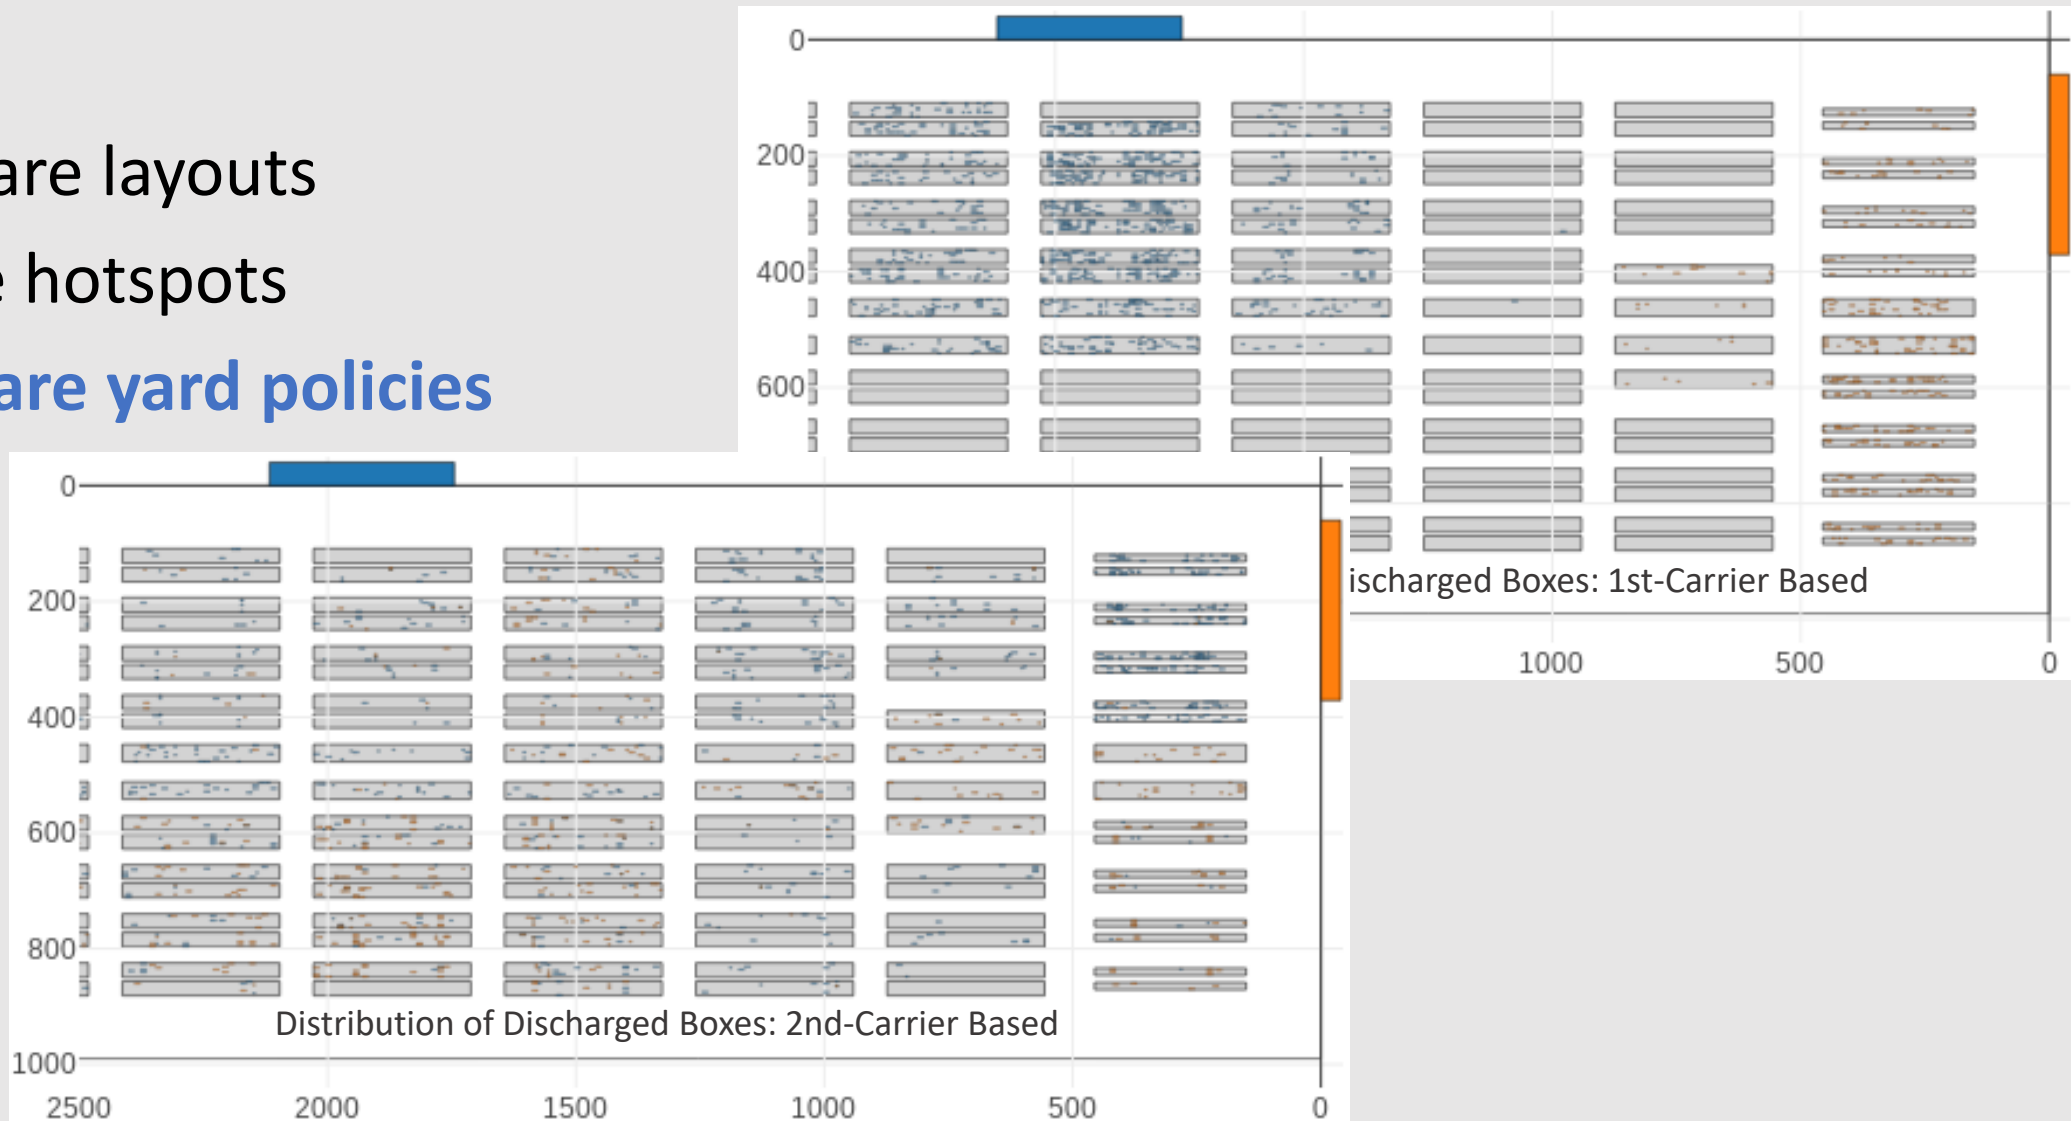 are layouts
e hotspots
are yard policies
0
200
400
600
ischarged Boxes: 1st-Carrier Based
1000 500 0
0
200
400
600
800
Distribution of Discharged Boxes: 2nd-Carrier Based
1000
2500 2000 1500 1000 500 0